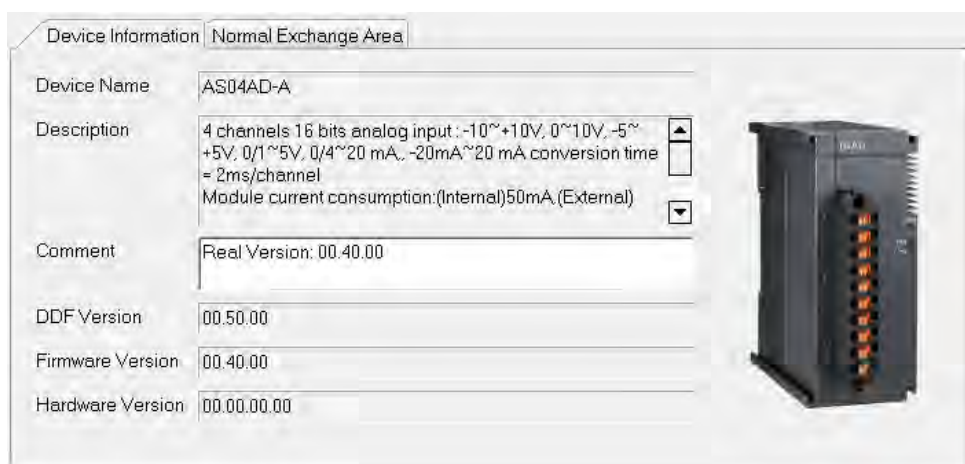 Device Information Normal Exchange Area
Device Name AS04AD-A
Description 4 channels 16 bits analog input : -10~+10V, 0~10V, -5~
+5V, 0/1~5V, 0/4~20 mA,, -20mA~20 mA conversion time
= 2ms/channel
Module current consumption:(Internal)50mA,(External)
Comment Real Version: 00.40.00
DDF Version 00.50.00
Firmware Version 00.40.00
Hardware Version 00.00.00.00